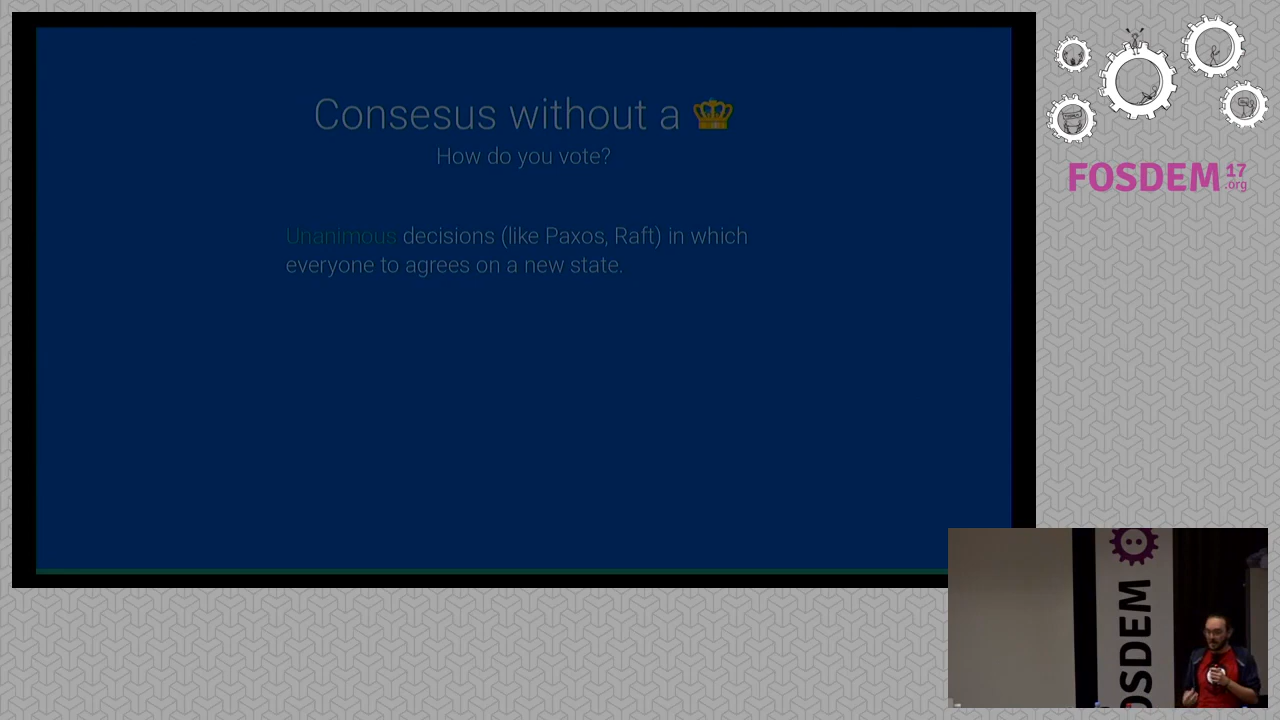 Consesus without a
How do you vote?
Unanimous decisions (like Paxos, Raft) in which
everyone to agrees on a new state.
FOSDEM 17
.org
OSDEM